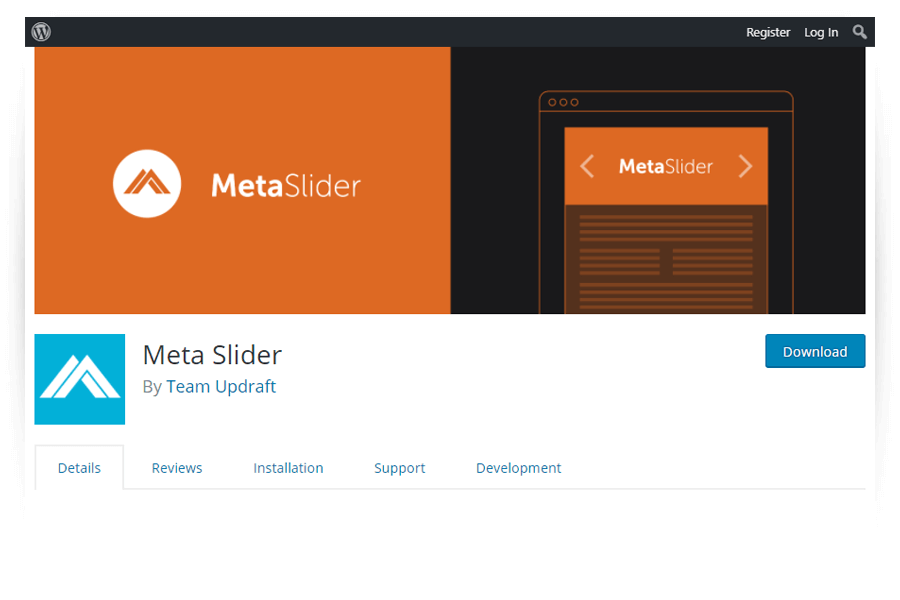 Register Log In
MetaSlider
MetaSlider
Meta Slider
By Team Updraft
Download
Details Reviews Installation Support Development